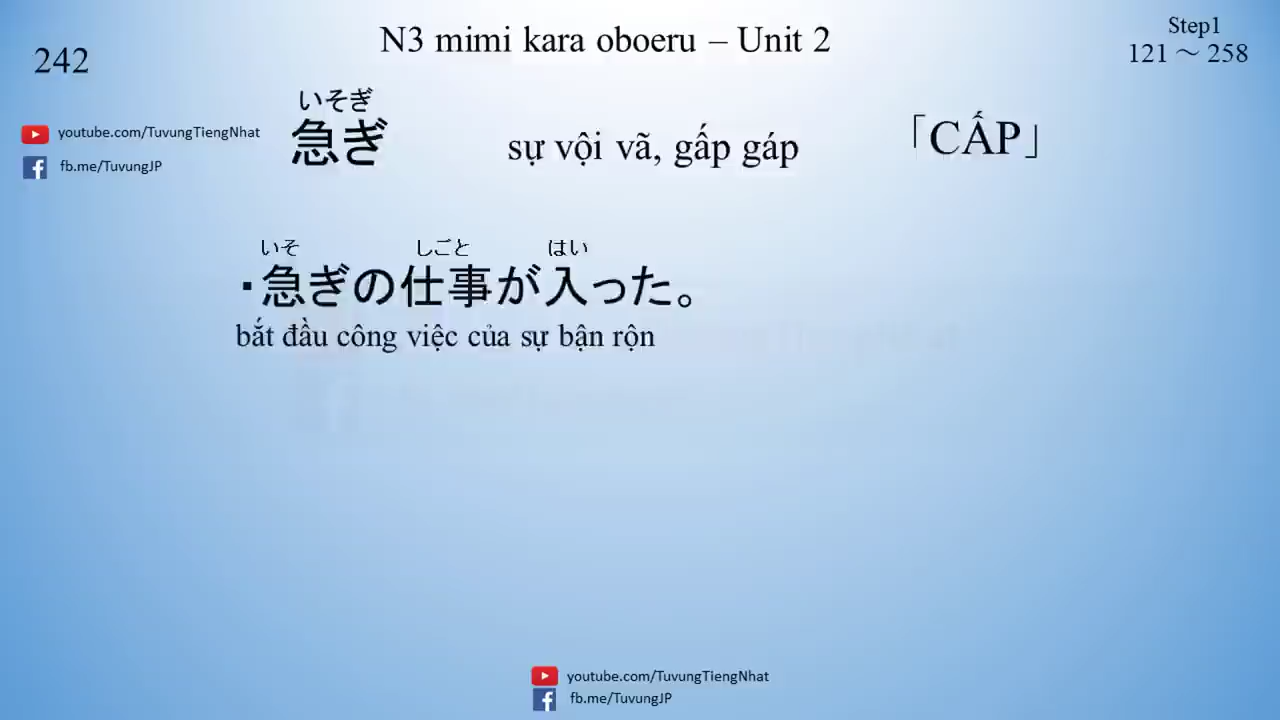 242
N3 mimi kara oboeru – Unit 2
Step1
121 ～ 258
youtube.com/TuvungTiengNhat
fb.me/TuvungJP
いそぎ
急ぎ
sự vội vã, gấp gáp
「CẤP」
いそ しごと はい
・急ぎの仕事が入った。
bắt đầu công việc của sự bận rộn
youtube.com/TuvungTiengNhat
fb.me/TuvungJP